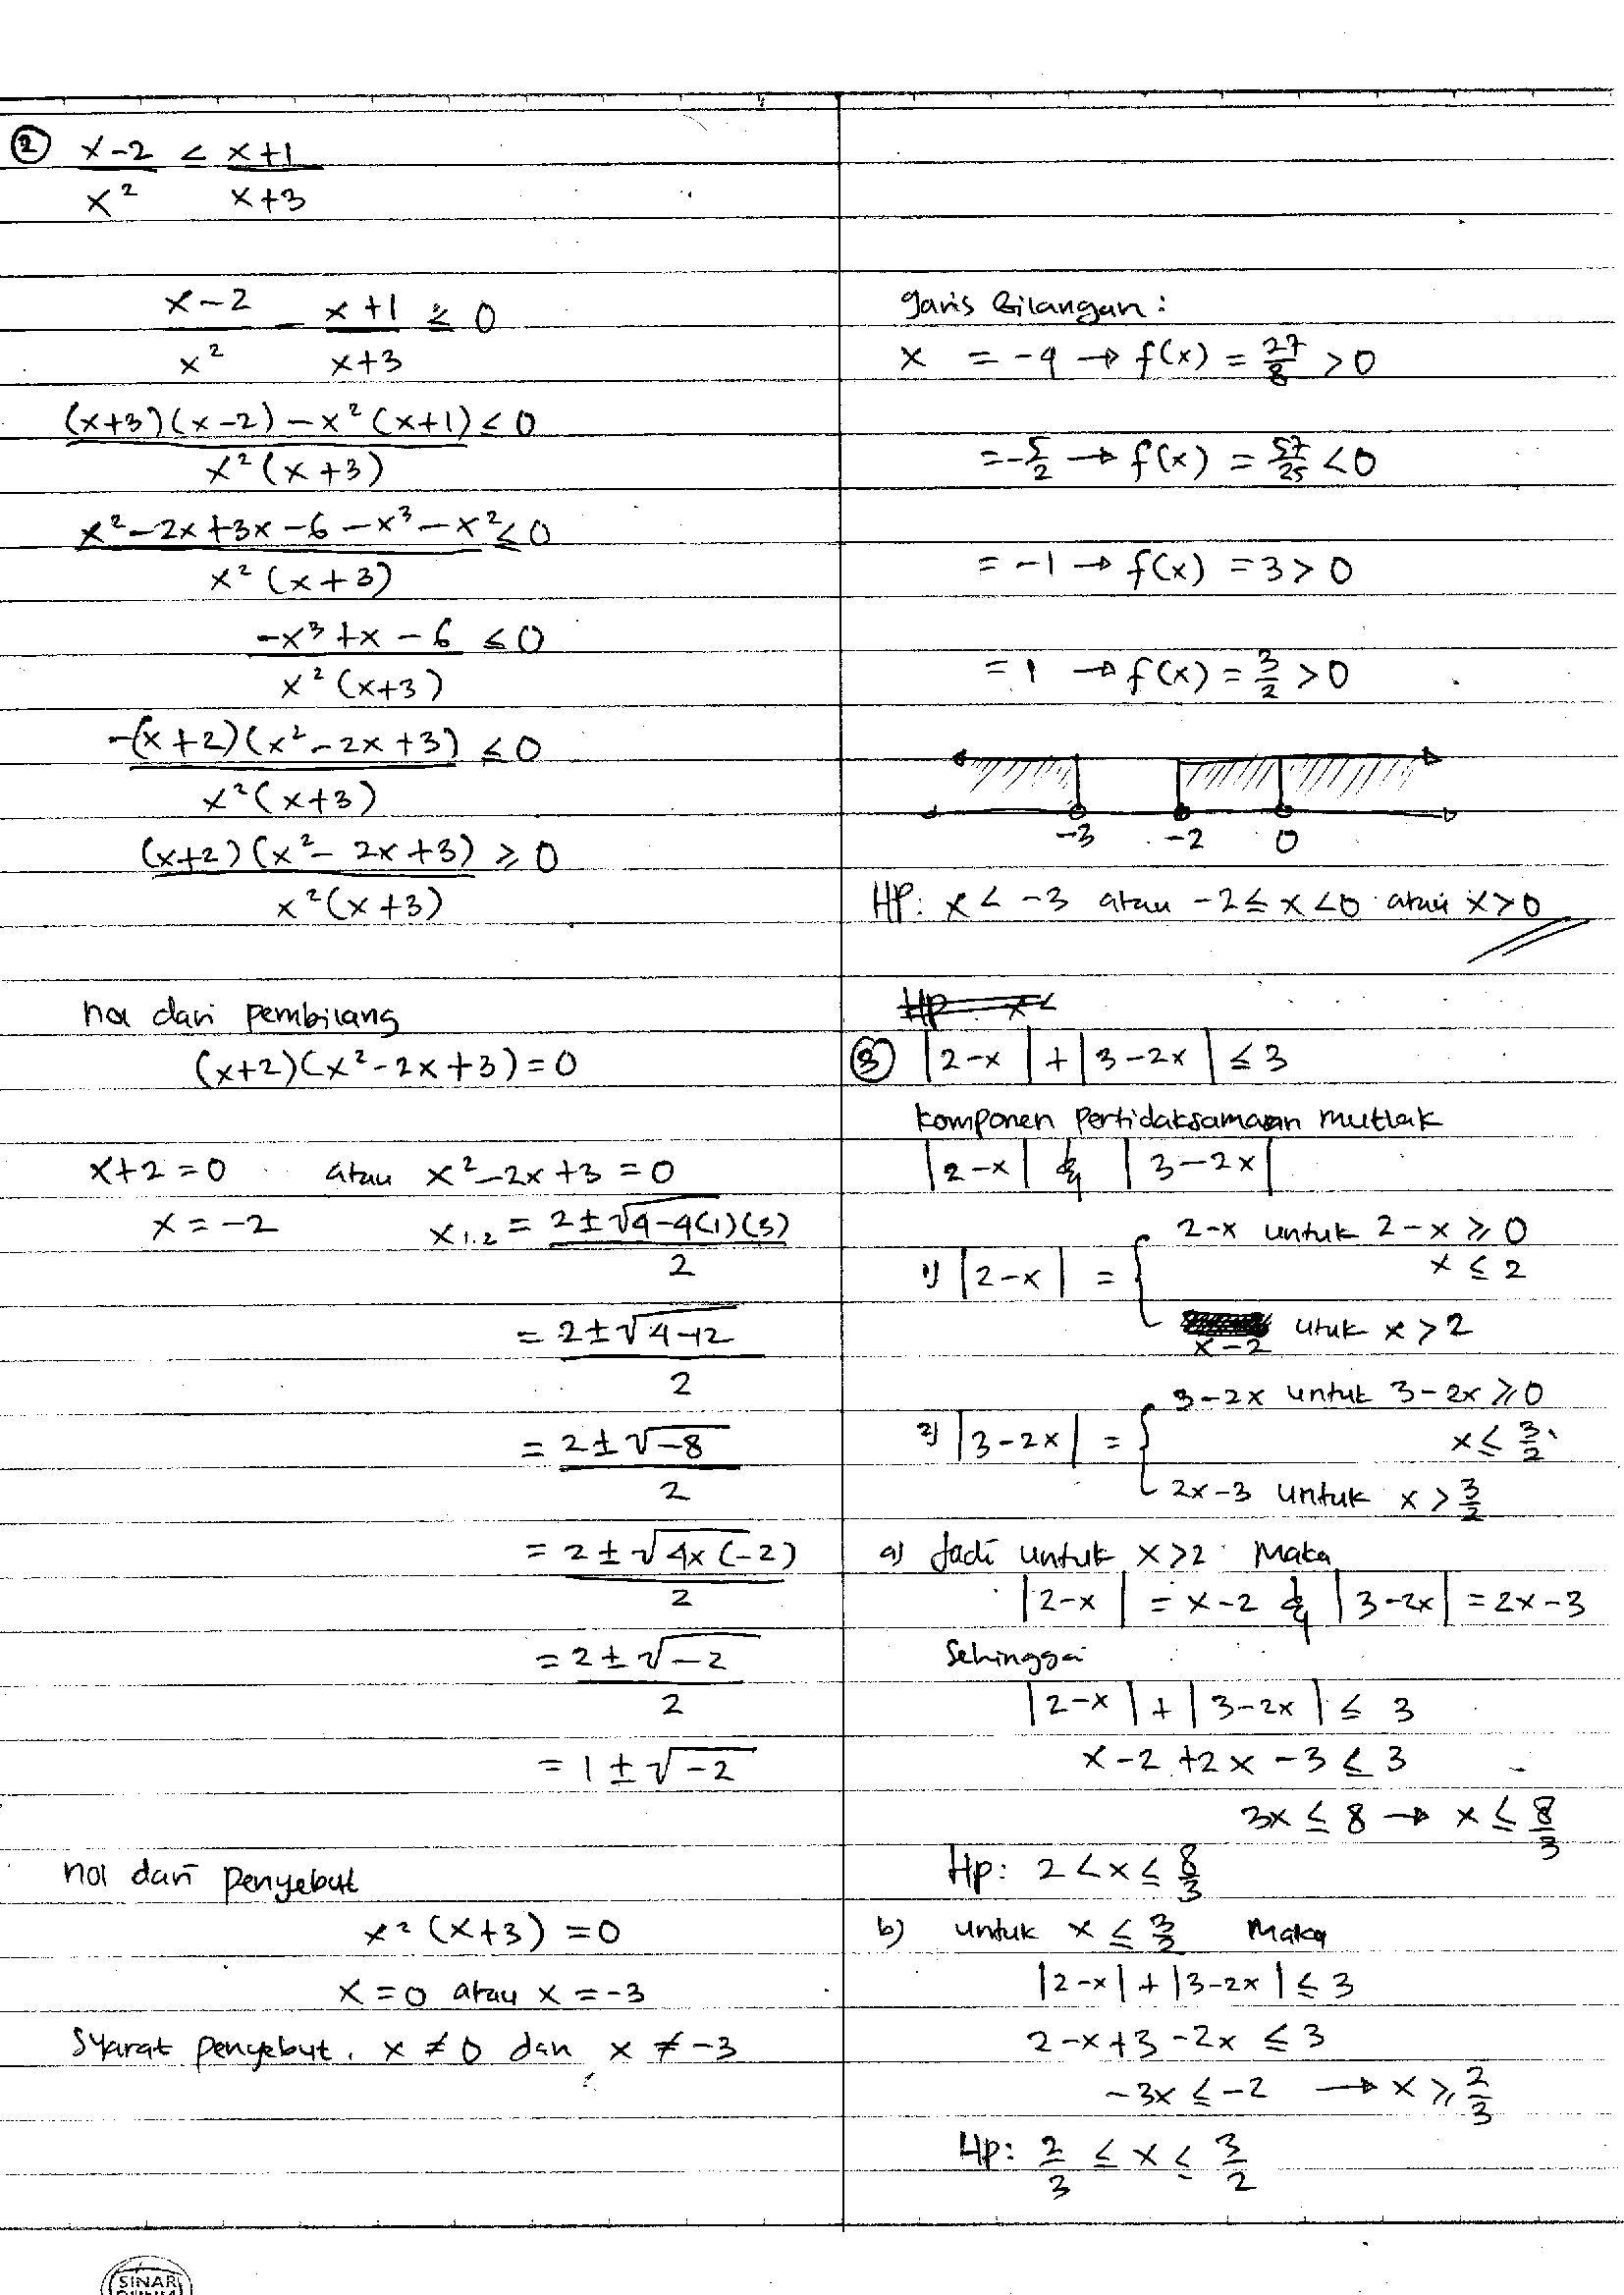 ② x-2 < x+1
x² x+3
x-2 - x+1 ≤ 0
x² x+3
(x+3)(x-2) - x²(x+1) ≤ 0
x²(x+3)
x²-2x+3x-6-x³-x² ≤ 0
x²(x+3)
-x³+x-6 ≤ 0
x²(x+3)
-(x+2)(x²-2x+3) ≤ 0
x²(x+3)
(x+2)(x²-2x+3) ≥ 0
x²(x+3)
nol dari pembilang
(x+2)(x²-2x+3) = 0
x+2=0 atau x²-2x+3=0
x = -2 x₁,₂ = 2±√4-4(1)(3)
2
= 2±√4-12
2
= 2±√-8
2
= 2±√4x(-2)
2
= 2±√-2
2
= 1±√-2
nol dari Penyebut
x²(x+3) = 0
x=0 atau x=-3
Syarat penyebut, x≠0 dan x≠-3
garis Bilangan:
x = -4 → f(x) = 27/8 > 0
= -5/2 → f(x) = 57/25 < 0
= -1 → f(x) = 3 > 0
= 1 → f(x) = 3/2 > 0
-3 -2 0
HP: x < -3 atau -2 ≤ x < 0 atau x > 0
HP x<
③ |2-x| + |3-2x| ≤ 3
Komponen Pertidaksamaan mutlak
|2-x| & |3-2x|
2-x untuk 2-x ≥ 0
1) |2-x| = { x ≤ 2
x-2 utuk x > 2
3-2x untuk 3-2x ≥ 0
2) |3-2x| = { x ≤ 3/2
2x-3 untuk x > 3/2
a) Jadi untuk x>2 Maka
|2-x| = x-2 & |3-2x| = 2x-3
Sehingga
|2-x| + |3-2x| ≤ 3
x-2+2x-3 ≤ 3
3x ≤ 8 → x ≤ 8/3
Hp: 2 < x ≤ 8/3
b) untuk x ≤ 3/2 Maka
|2-x| + |3-2x| ≤ 3
2-x+3-2x ≤ 3
-3x ≤ -2 → x ≥ 2/3
Hp: 2/3 ≤ x ≤ 3/2
SINAR